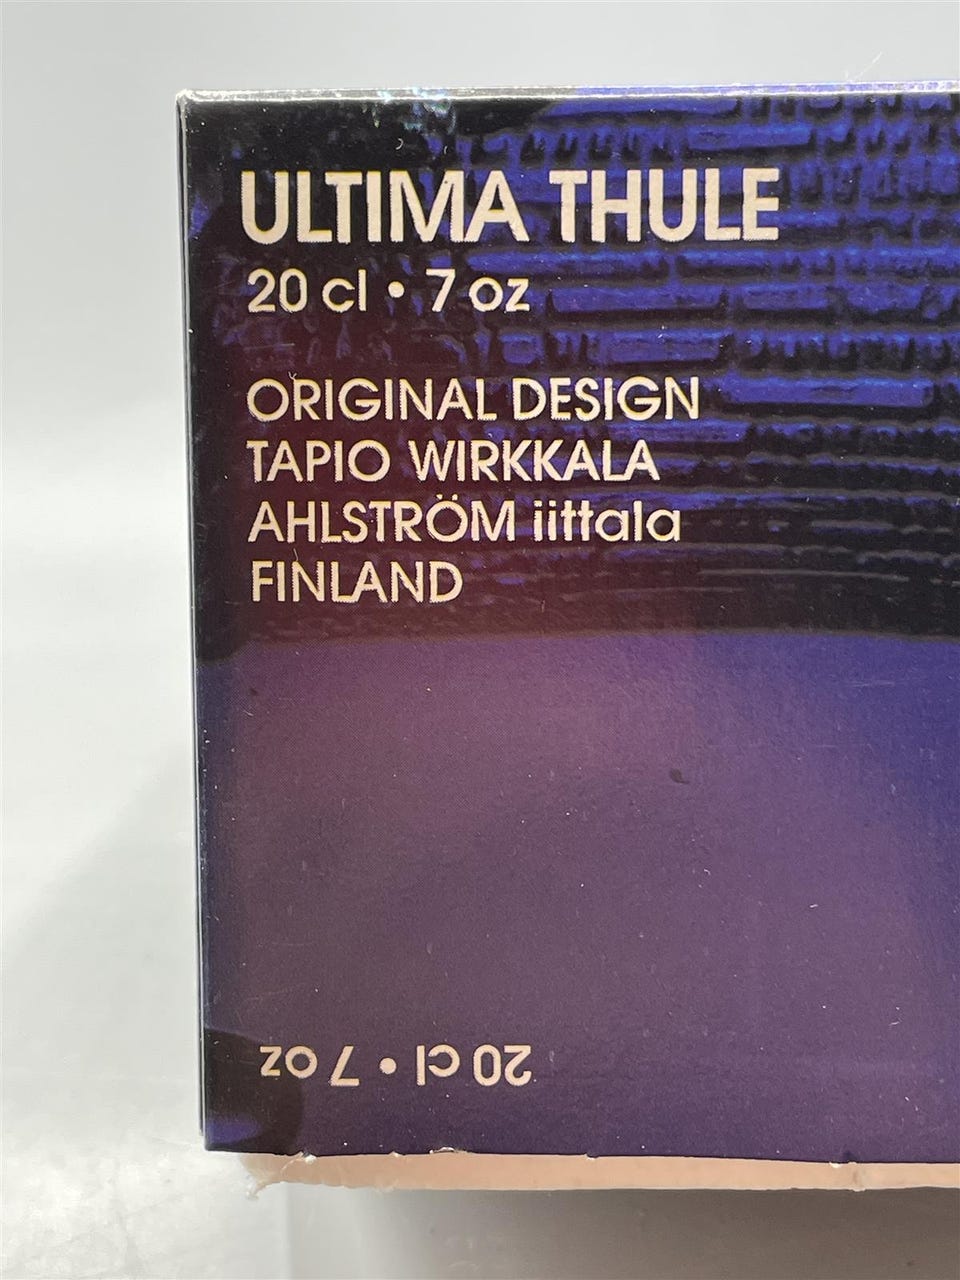 ULTIMA THULE
20 cl • 7 oz
ORIGINAL DESIGN
TAPIO WIRKKALA
AHLSTRÖM iittala
FINLAND
20 cl • 7 oz